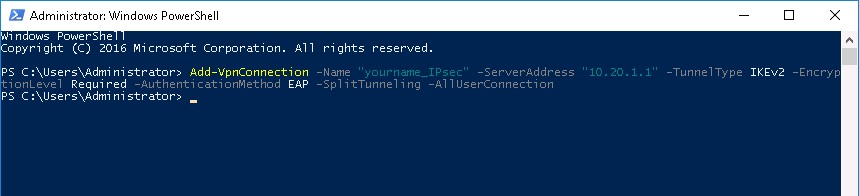 Administrator: Windows PowerShell
Windows PowerShell
Copyright (C) 2016 Microsoft Corporation. All rights reserved.
PS C:\Users\Administrator> Add-VpnConnection -Name "yourname_IPsec" -ServerAddress "10.20.1.1" -TunnelType IKEv2 -Encryp
tionLevel Required -AuthenticationMethod EAP -SplitTunneling -AllUserConnection
PS C:\Users\Administrator>